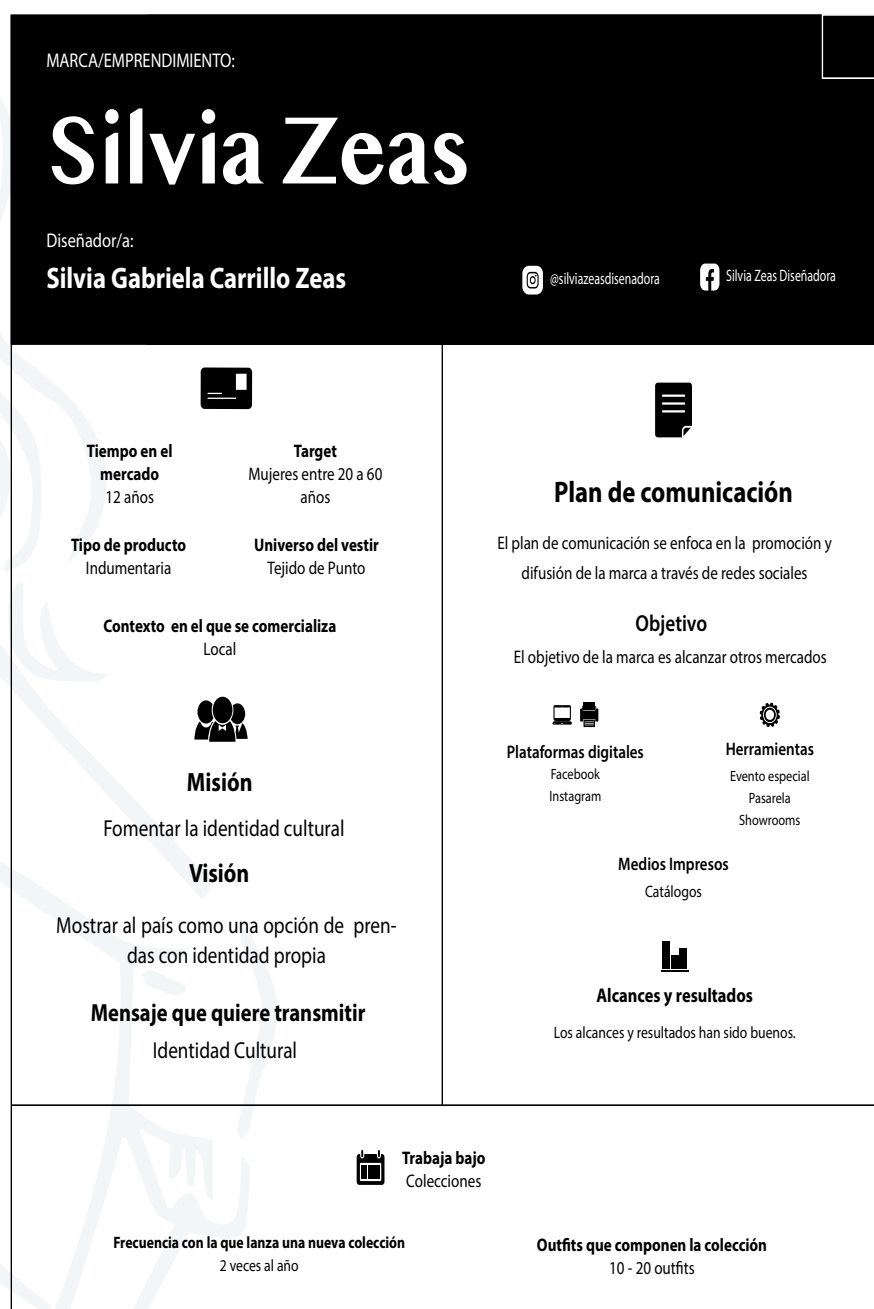 MARCA/EMPRENDIMIENTO:
Silvia Zeas
Diseñador/a:
Silvia Gabriela Carrillo Zeas
@silviazeasdisenadora
Silvia Zeas Diseñadora
Tiempo en el
mercado
12 años
Target
Mujeres entre 20 a 60
años
Tipo de producto
Indumentaria
Universo del vestir
Tejido de Punto
Contexto en el que se comercializa
Local
Misión
Fomentar la identidad cultural
Visión
Mostrar al país como una opción de pren-
das con identidad propia
Mensaje que quiere transmitir
Identidad Cultural
Plan de comunicación
El plan de comunicación se enfoca en la promoción y
difusión de la marca a través de redes sociales
Objetivo
El objetivo de la marca es alcanzar otros mercados
Plataformas digitales
Facebook
Instagram
Herramientas
Evento especial
Pasarela
Showrooms
Medios Impresos
Catálogos
Alcances y resultados
Los alcances y resultados han sido buenos.
Trabaja bajo
Colecciones
Frecuencia con la que lanza una nueva colección
2 veces al año
Outfits que componen la colección
10 - 20 outfits